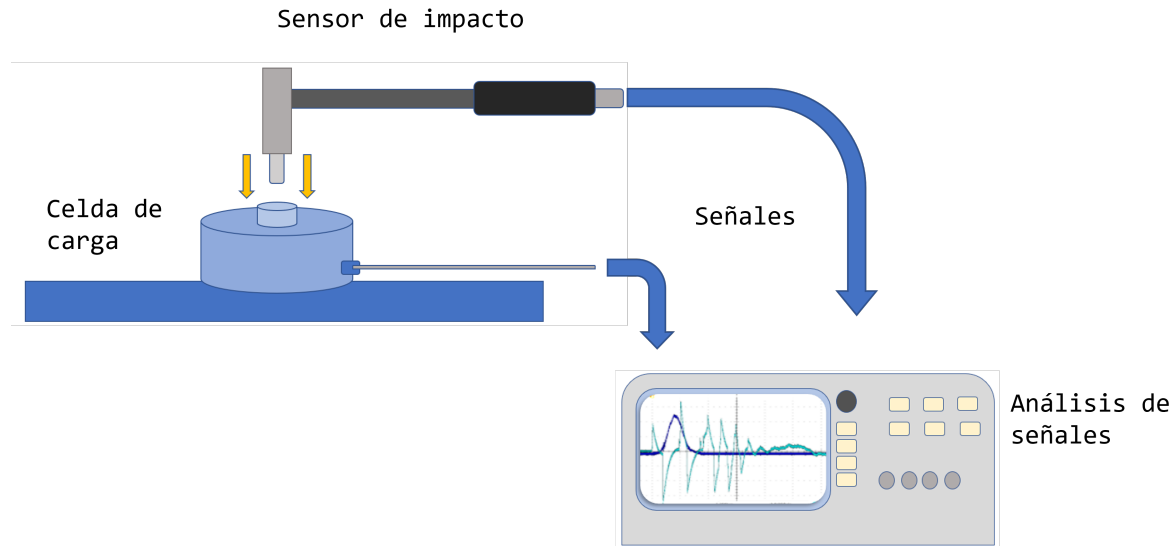 Sensor de impacto
Celda de
carga
Señales
Análisis de
señales